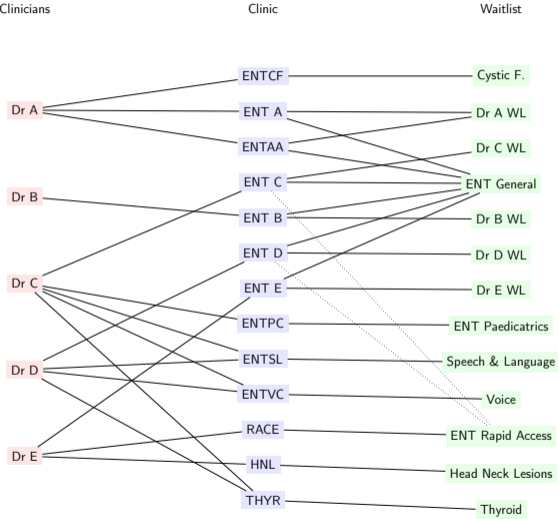 Clinicians Clinic Waitlist
ENTCF Cystic F.
Dr A ENT A Dr A WL
ENTAA Dr C WL
ENT C ENT General
Dr B ENT B Dr B WL
ENT D Dr D WL
Dr C ENT E Dr E WL
ENTPC ENT Paedicatrics
Dr D ENTSL Speech & Language
ENTVC Voice
RACE ENT Rapid Access
Dr E HNL Head Neck Lesions
THYR Thyroid